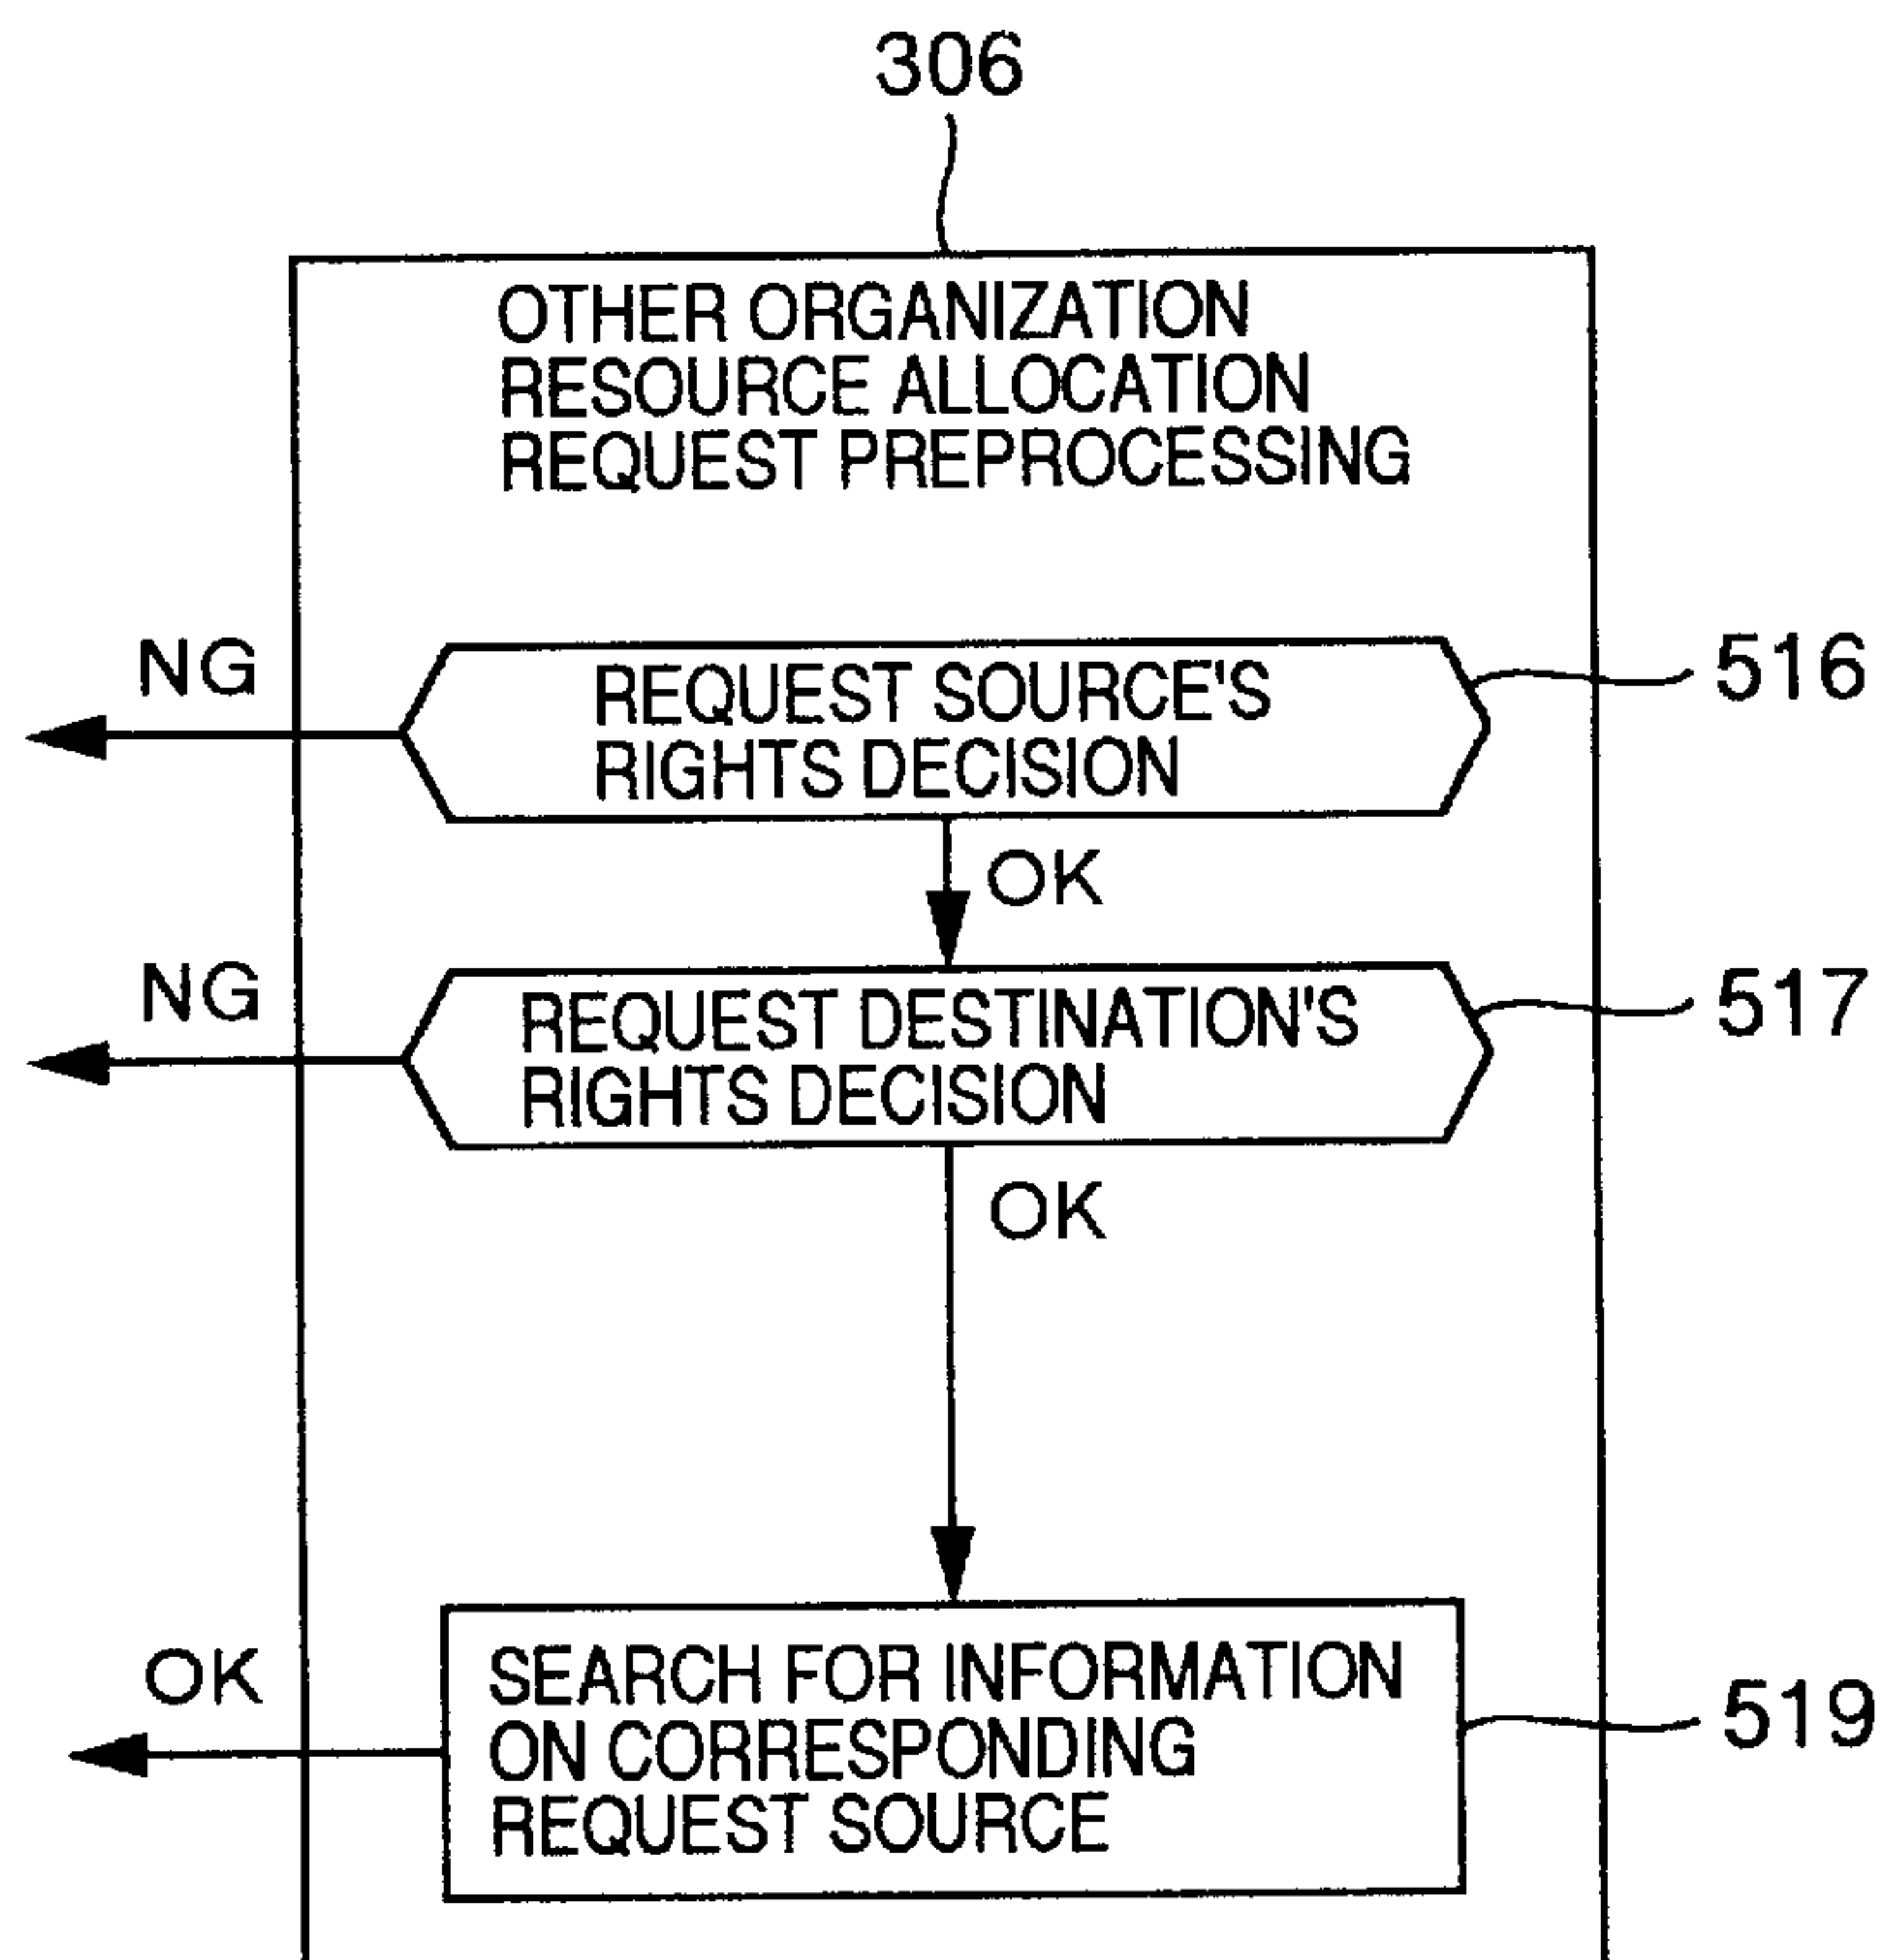 306
OTHER ORGANIZATION
RESOURCE ALLOCATION
REQUEST PREPROCESSING
NG
REQUEST SOURCE'S
RIGHTS DECISION
516
OK
NG
REQUEST DESTINATION'S
RIGHTS DECISION
517
OK
OK
SEARCH FOR INFORMATION
ON CORRESPONDING
REQUEST SOURCE
519